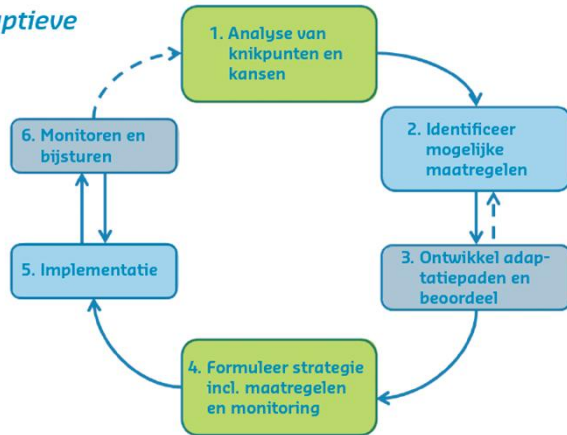 1. Analyse van
knikpunten en
kansen
2. Identificeer
mogelijke
maatregelen
3. Ontwikkel adap-
tatiepaden en
beoordeel
4. Formuleer strategie
incl. maatregelen
en monitoring
5. Implementatie
6. Monitoren en
bijsturen